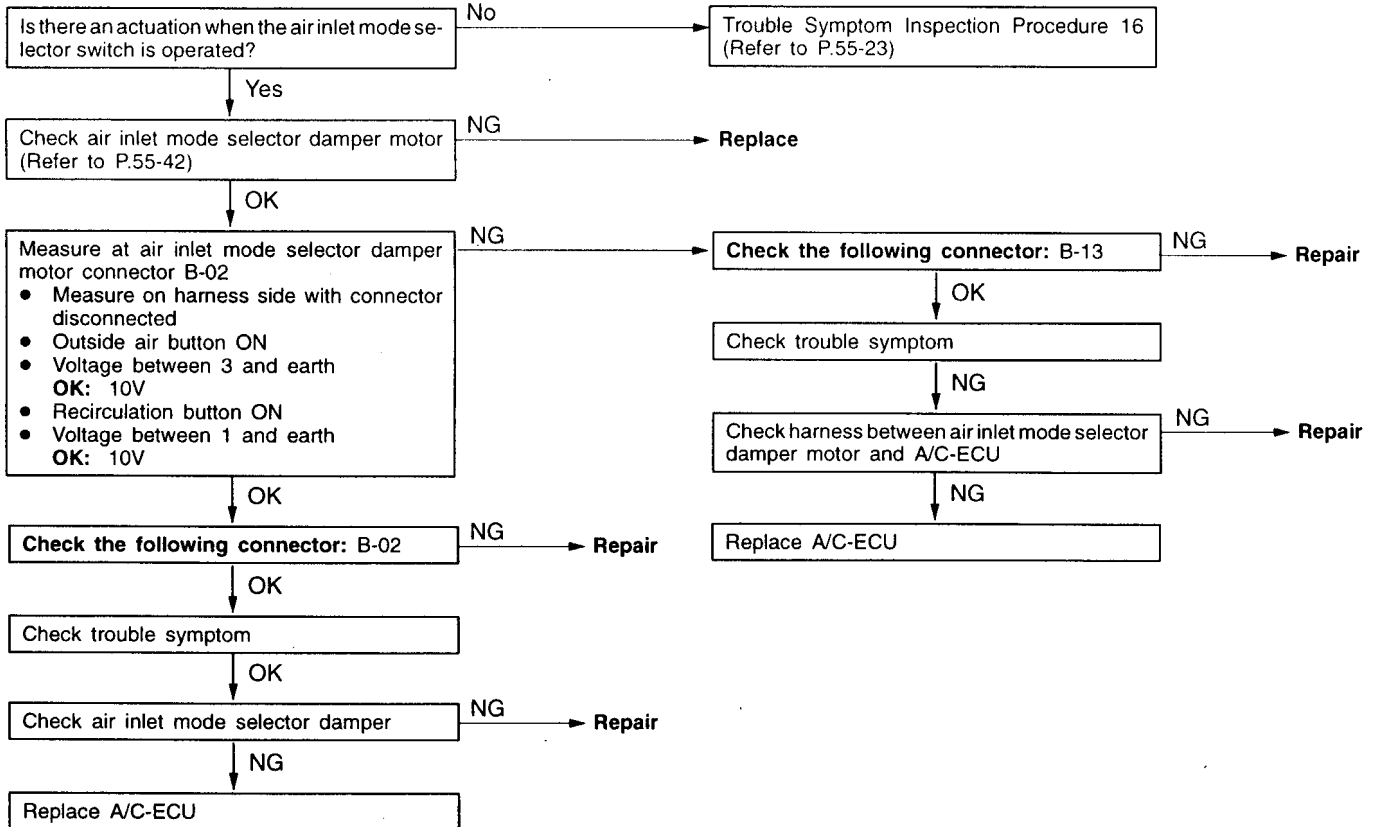 Is there an actuation when the air inlet mode se-
lector switch is operated?
No
Trouble Symptom Inspection Procedure 16
(Refer to P.55-23)
Yes
Check air inlet mode selector damper motor
(Refer to P.55-42)
NG
Replace
OK
Measure at air inlet mode selector damper
motor connector B-02
● Measure on harness side with connector
disconnected
● Outside air button ON
● Voltage between 3 and earth
OK: 10V
● Recirculation button ON
● Voltage between 1 and earth
OK: 10V
NG
Check the following connector: B-13
NG
Repair
OK
Check trouble symptom
NG
Check harness between air inlet mode selector
damper motor and A/C-ECU
NG
Repair
NG
Replace A/C-ECU
OK
Check the following connector: B-02
NG
Repair
OK
Check trouble symptom
OK
Check air inlet mode selector damper
NG
Repair
NG
Replace A/C-ECU